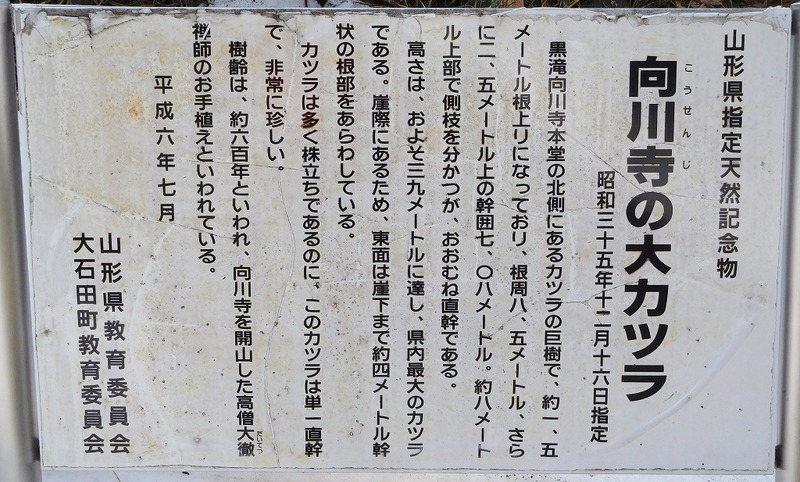 山形県指定天然記念物
こうせんじ
向川寺の大カツラ
昭和三十五年十二月十六日指定
黒滝向川寺本堂の北側にあるカツラの巨樹で、約一、五
メートル根上りになっており、根周八、五メートル、さら
に二、五メートル上の幹囲七、〇八メートル。約八メート
ル上部で側枝を分かつが、おおむね直幹である。
高さは、およそ三九メートルに達し、県内最大のカツラ
である。崖際にあるため、東面は崖下まで約四メートル幹
状の根部をあらわしている。
カツラは多く株立ちであるのに、このカツラは単一直幹
で、非常に珍しい。
樹齢は、約六百年といわれ、向川寺を開山した高僧大徹
だいてつ
禅師のお手植えといわれている。
平成六年七月
山形県教育委員会
大石田町教育委員会